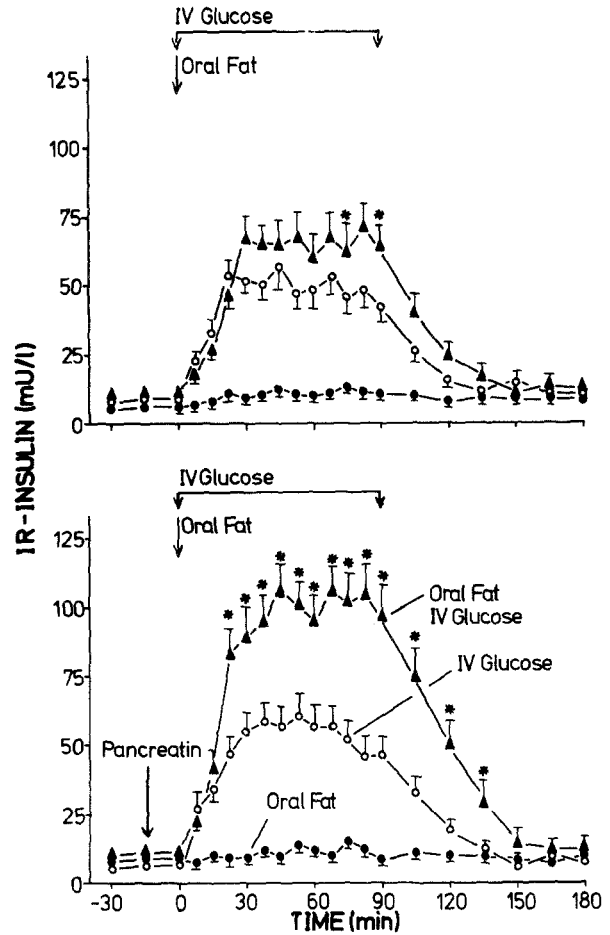 IV Glucose
Oral Fat
125
100
75
50
25
0
*
*
IR-INSULIN (mU/l)
IV Glucose
Oral Fat
125
100
75
50
25
0
* * * * * * * * * * * * *
Oral Fat
IV Glucose
IV Glucose
Pancreatin
Oral Fat
-30 0 30 60 90 120 150 180
TIME (min)